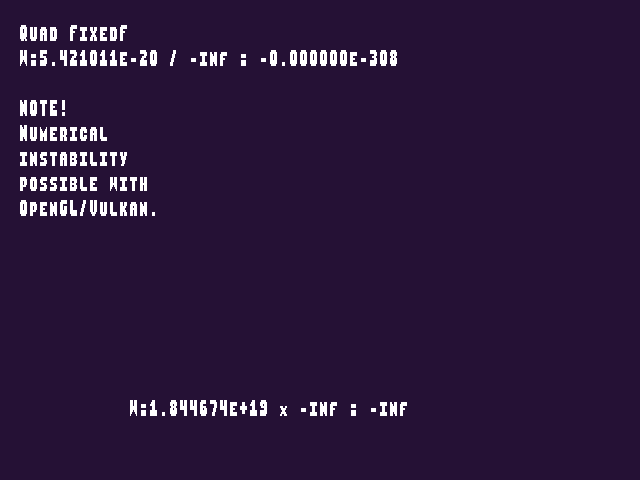 Quad fixedf
W:5.421011e-20 / -inf : -0.000000e-308
NOTE!
Numerical
instability
possible with
OpenGL/Vulkan.
W:1.844674e+19 x -inf : -inf